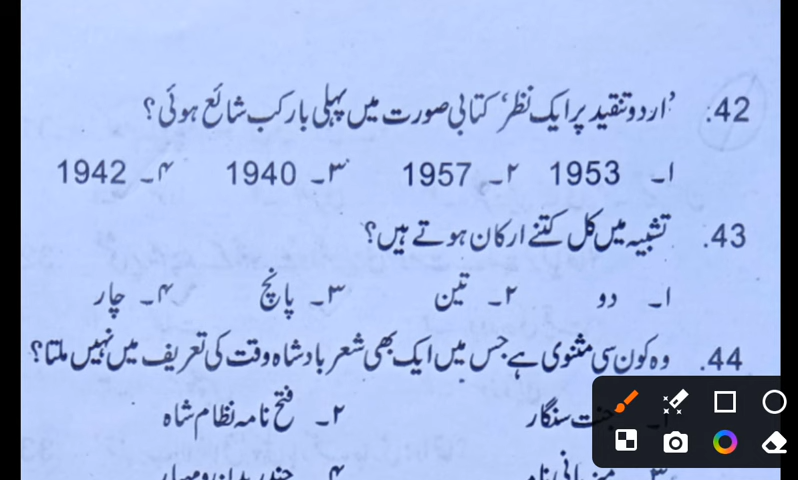 42. 'اردو تنقید پر ایک نظر' کتابی صورت میں پہلی بار کب شائع ہوئی؟
۱۔ 1953 ۲۔ 1957 ۳۔ 1940 ۴۔ 1942
43. تشبیہ میں کل کتنے ارکان ہوتے ہیں؟
۱۔ دو ۲۔ تین ۳۔ پانچ ۴۔ چار
44. وہ کون سی مثنوی ہے جس میں ایک بھی شعر بادشاہ وقت کی تعریف میں نہیں ملتا؟
سنگار ۲۔ فتح نامہ نظام شاہ